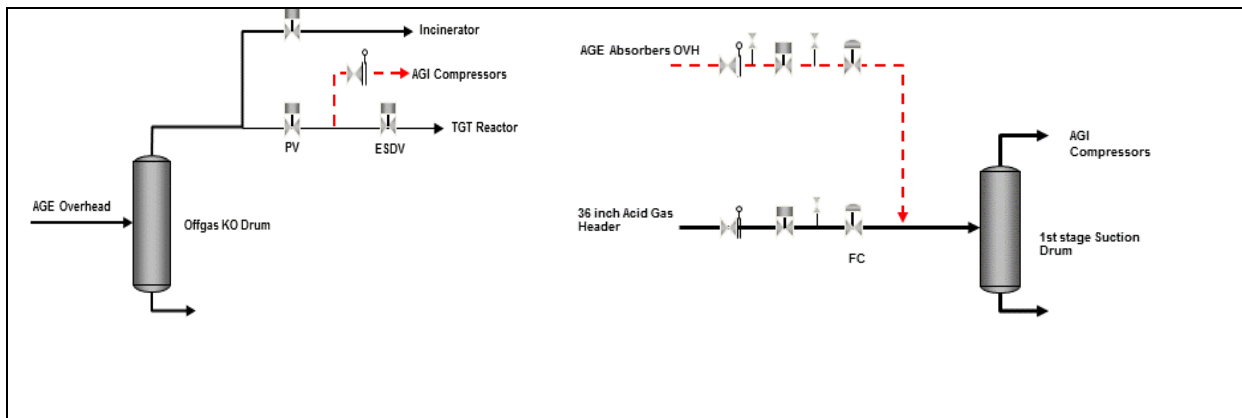 Incinerator
AGI Compressors
TGT Reactor
PV
ESDV
AGE Overhead
Offgas KO Drum
AGE Absorbers OVH
AGI
Compressors
36 inch Acid Gas
Header
FC
1st stage Suction
Drum